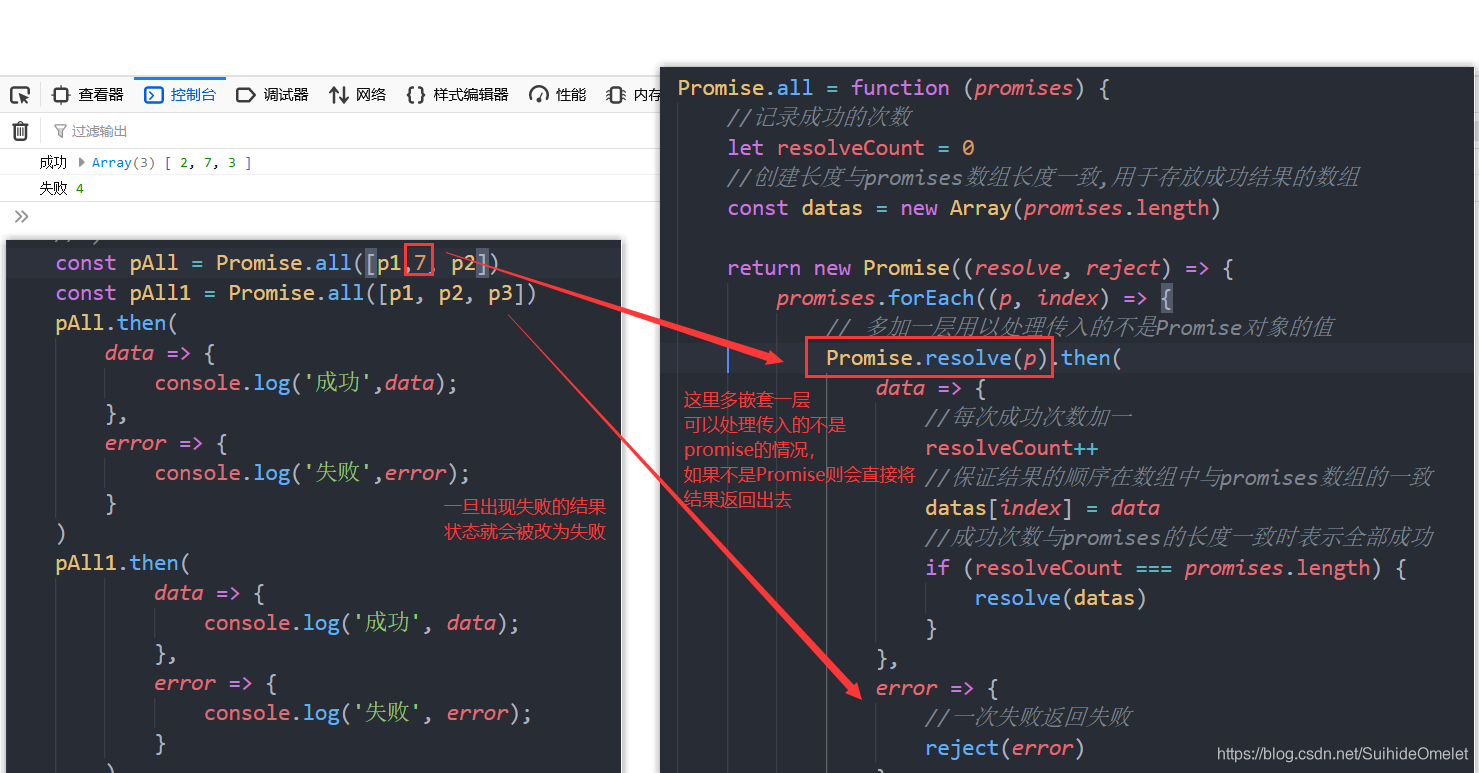 查看器 控制台 调试器 网络 {} 样式编辑器 性能 内存
过滤输出
成功 Array(3) [ 2, 7, 3 ]
失败 4
>>
const pAll = Promise.all([p1,7, p2])
const pAll1 = Promise.all([p1, p2, p3])
pAll.then(
data => {
console.log('成功',data);
},
error => {
console.log('失败',error);
}
)
pAll1.then(
data => {
console.log('成功', data);
},
error => {
console.log('失败', error);
}
一旦出现失败的结果
状态就会被改为失败
Promise.all = function (promises) {
//记录成功的次数
let resolveCount = 0
//创建长度与promises数组长度一致,用于存放成功结果的数组
const datas = new Array(promises.length)
return new Promise((resolve, reject) => {
promises.forEach((p, index) => {
// 多加一层用以处理传入的不是Promise对象的值
Promise.resolve(p).then(
data => {
//每次成功次数加一
resolveCount++
//保证结果的顺序在数组中与promises数组的一致
datas[index] = data
//成功次数与promises的长度一致时表示全部成功
if (resolveCount === promises.length) {
resolve(datas)
}
},
error => {
//一次失败返回失败
reject(error)
这里多嵌套一层
可以处理传入的不是
promise的情况,
如果不是Promise则会直接将
结果返回出去
https://blog.csdn.net/SuihideOmelet